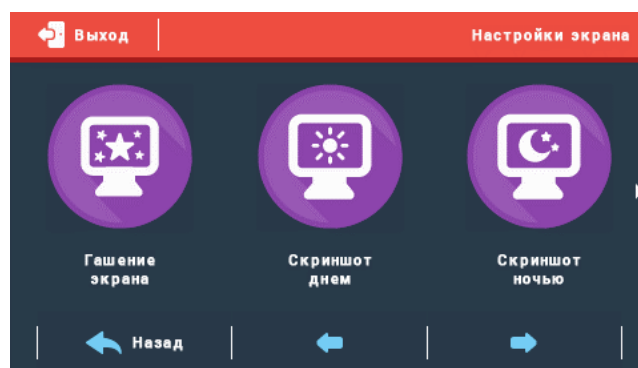 Выход
Настройки экрана
Гашение
экрана
Скриншот
днем
Скриншот
ночью
Назад